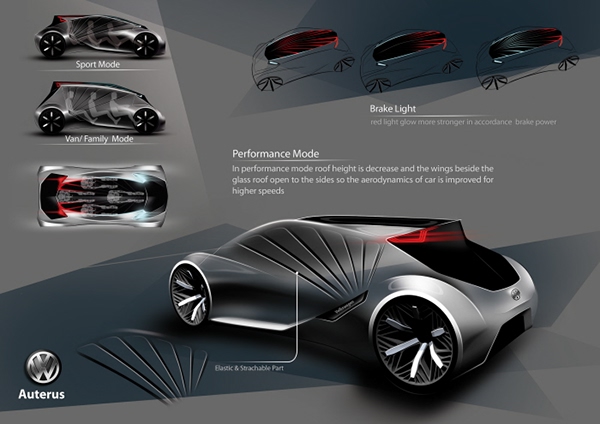 Sport Mode
Van/ Family Mode
Brake Light
red light glow more stronger in accordance brake power
Performance Mode
In performance mode roof height is decrease and the wings beside the
glass roof open to the sides so the aerodynamics of car is improved for
higher speeds
Elastic & Strachable Part
Auterus